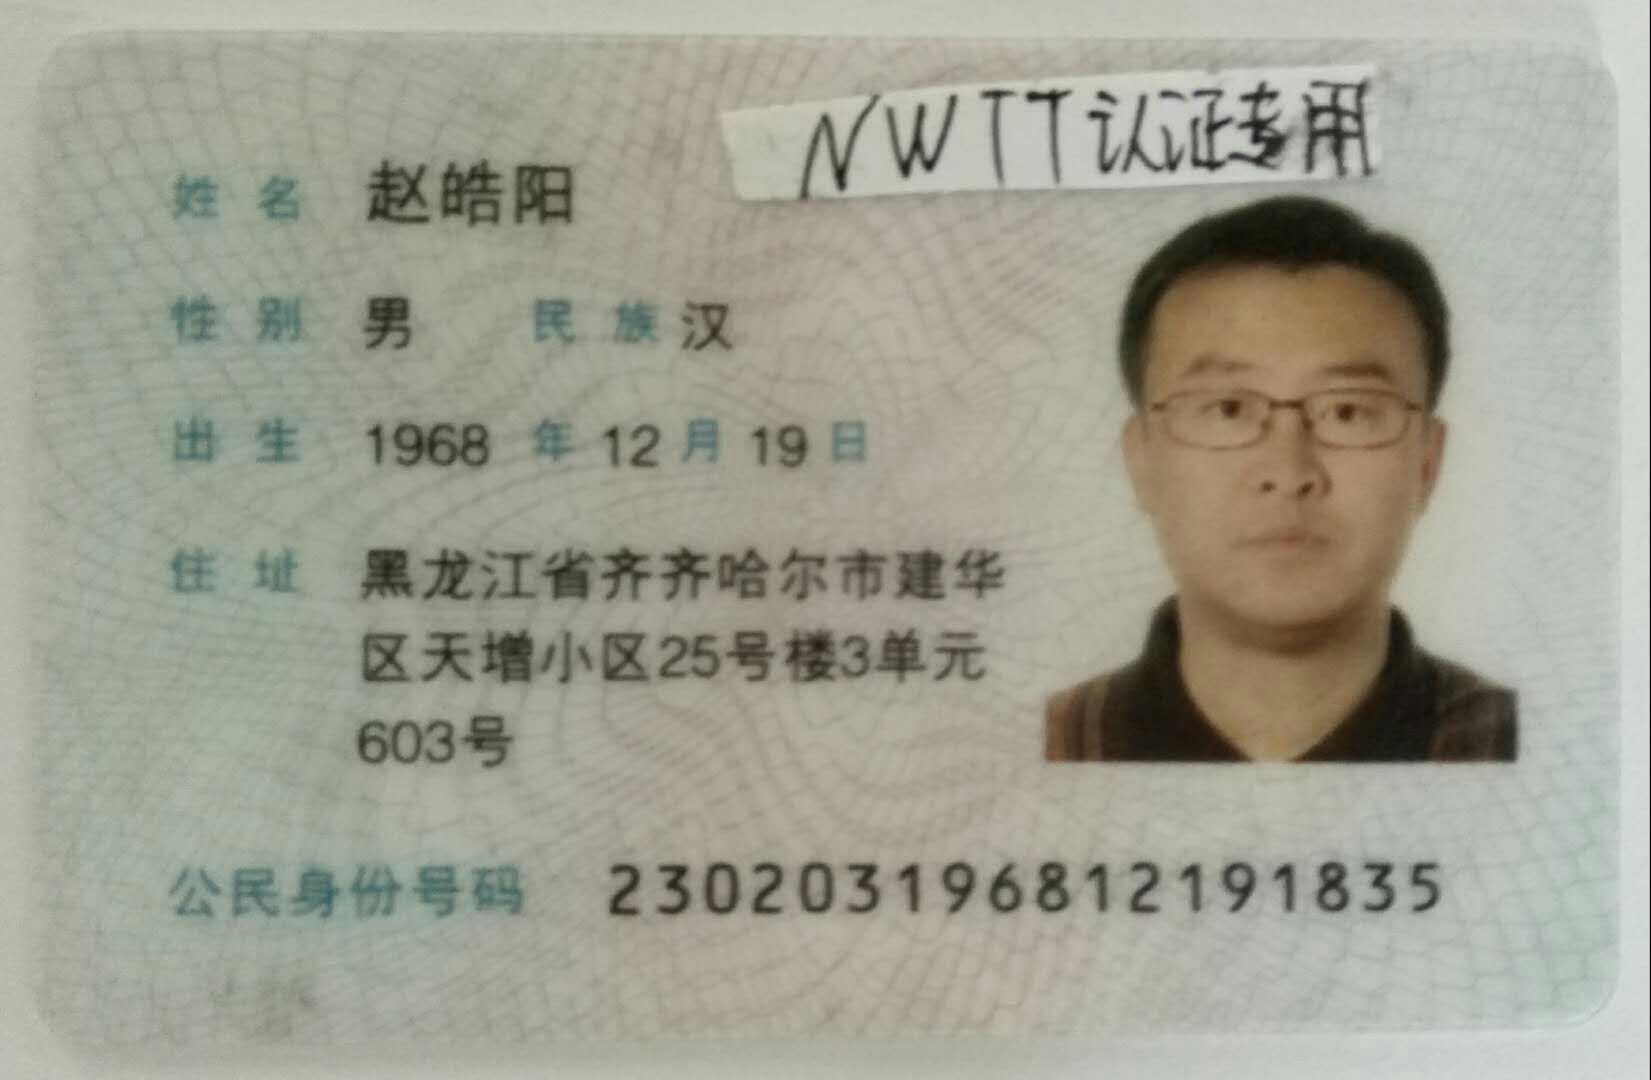 NWTT认证专用
姓名 赵皓阳
性别 男 民族 汉
出生 1968 年 12 月 19 日
住址 黑龙江省齐齐哈尔市建华
区天增小区25号楼3单元
603号
公民身份号码 230203196812191835